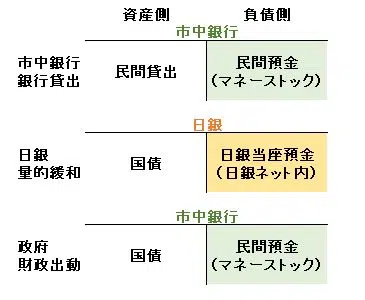 資産側 負債側
市中銀行
市中銀行
銀行貸出
民間貸出
民間預金
(マネーストック)
日銀
日銀
量的緩和
国債
日銀当座預金
(日銀ネット内)
市中銀行
政府
財政出動
国債
民間預金
(マネーストック)